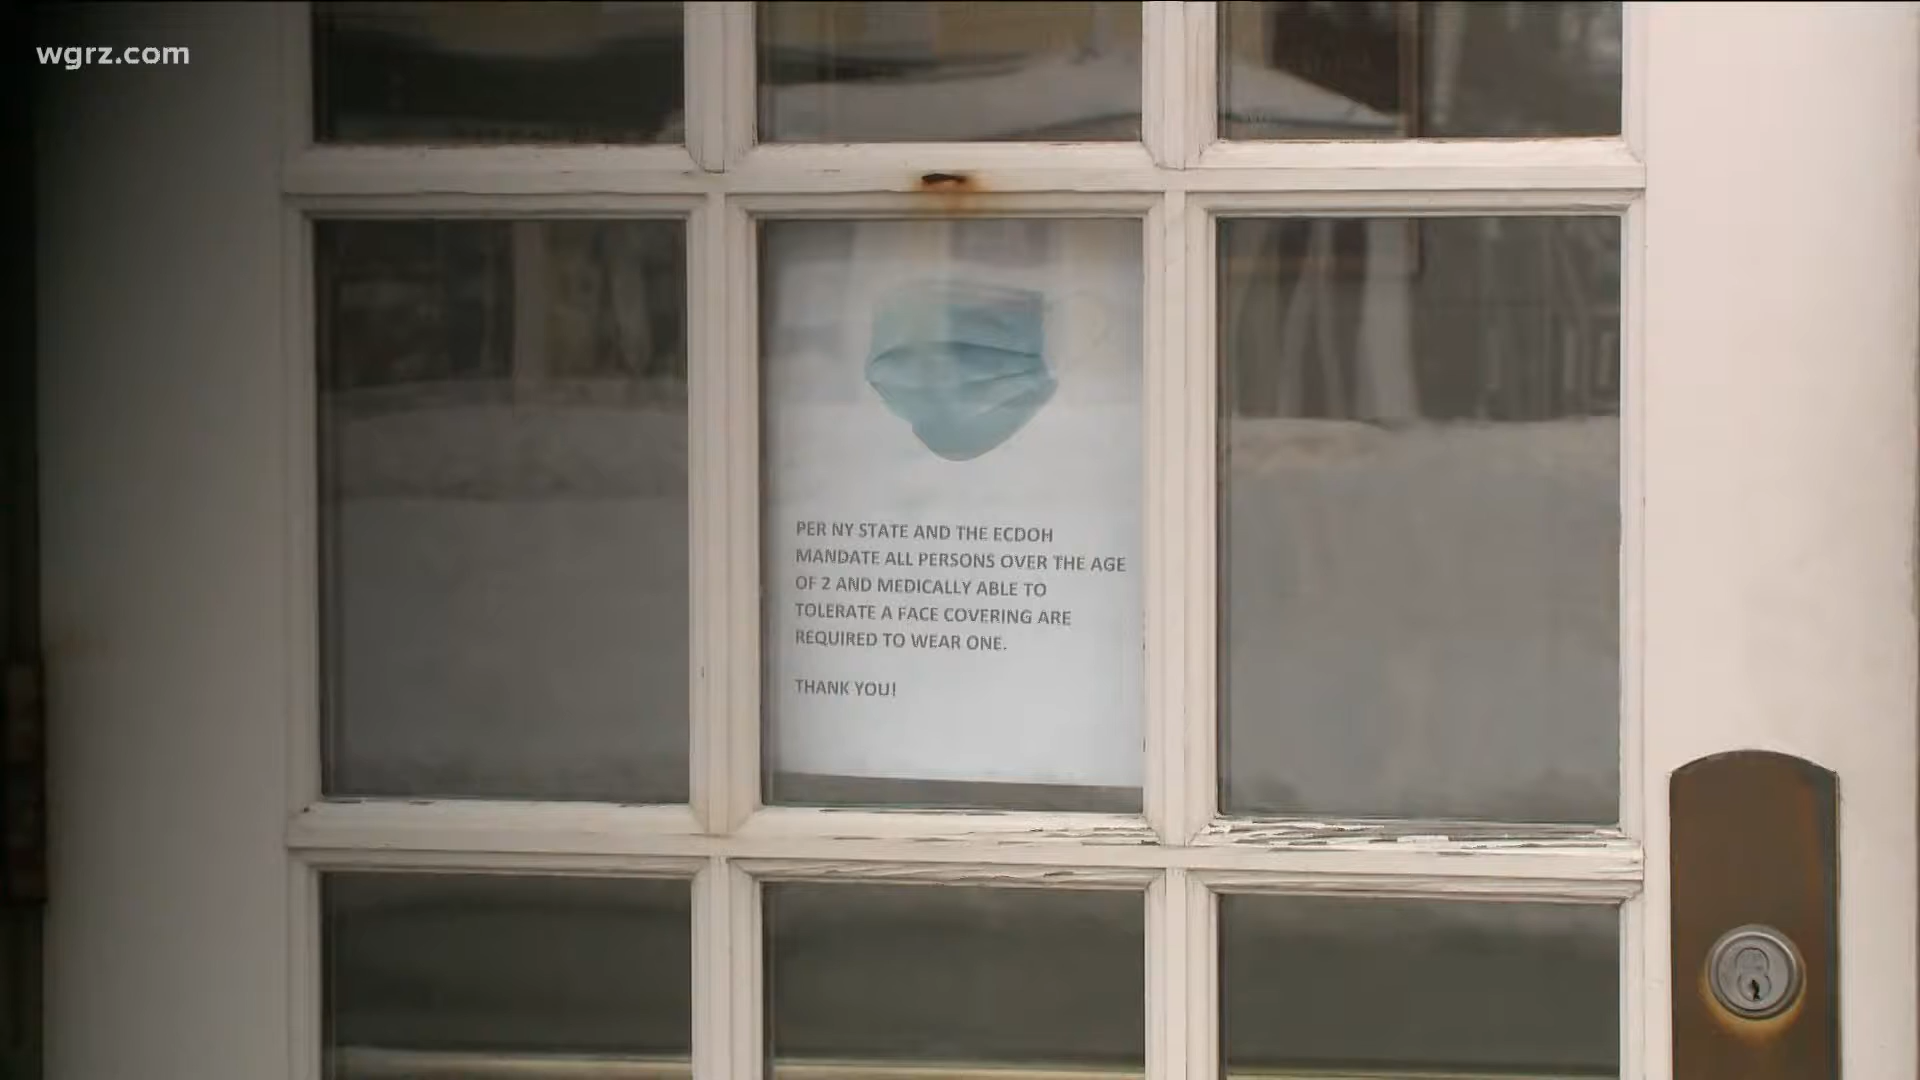 wgrz.com
PER NY STATE AND THE ECDOH
MANDATE ALL PERSONS OVER THE AGE
OF 2 AND MEDICALLY ABLE TO
TOLERATE A FACE COVERING ARE
REQUIRED TO WEAR ONE.
THANK YOU!